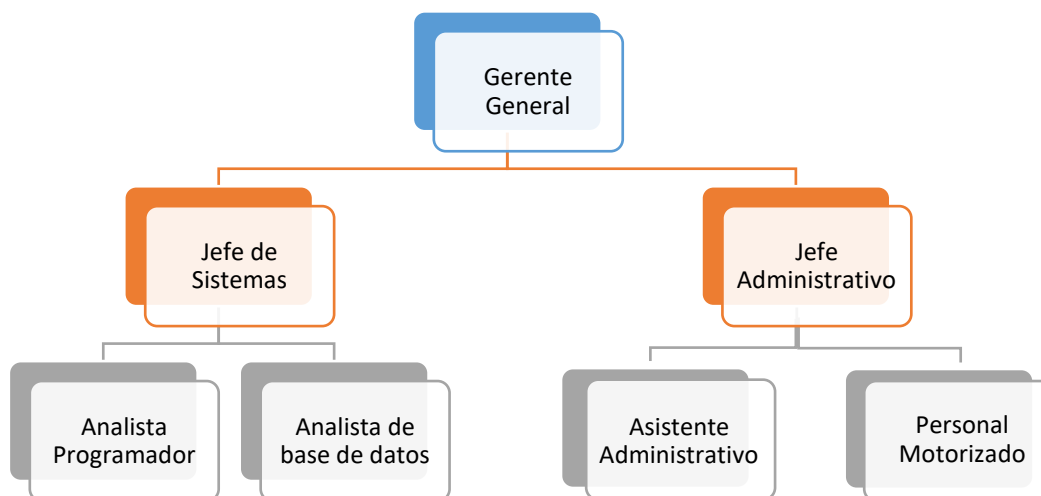 Gerente
General
Jefe de
Sistemas
Jefe
Administrativo
Analista
Programador
Analista de
base de datos
Asistente
Administrativo
Personal
Motorizado